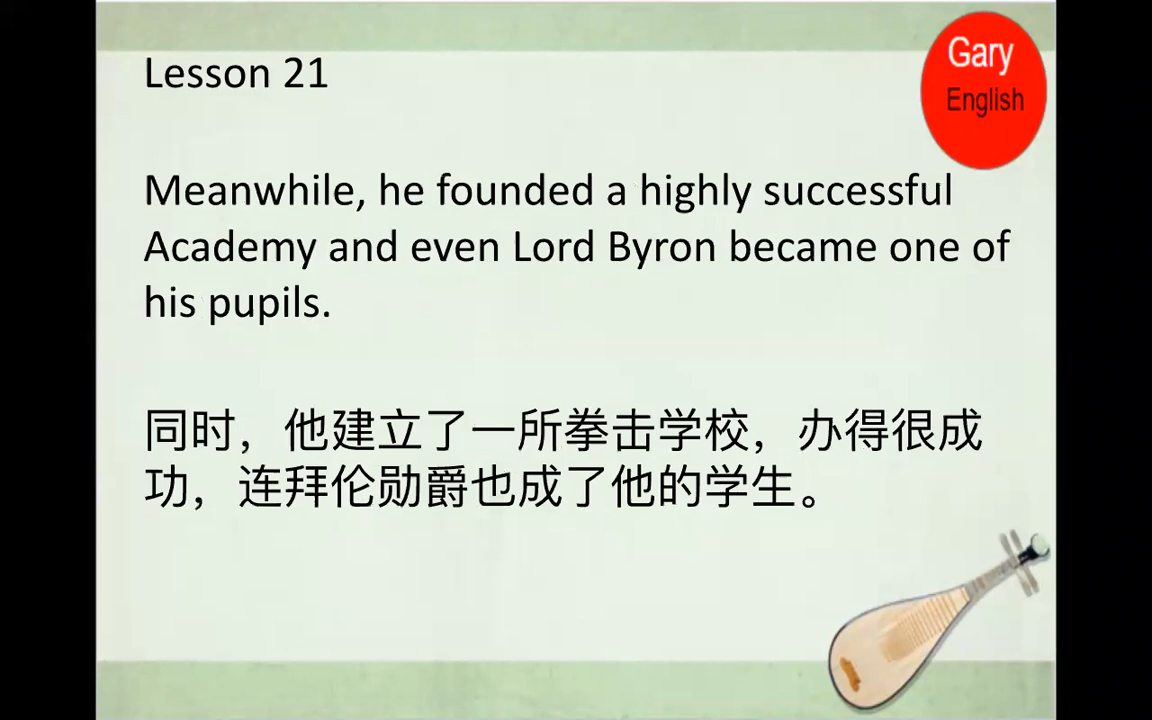 Lesson 21
Gary
English
Meanwhile, he founded a highly successful
Academy and even Lord Byron became one of
his pupils.
同时，他建立了一所拳击学校，办得很成
功，连拜伦勋爵也成了他的学生。